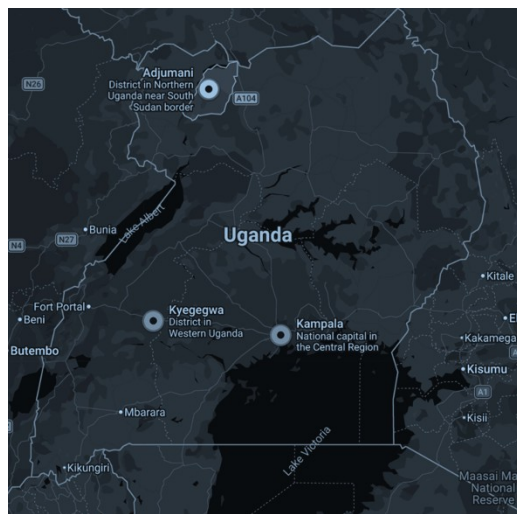 N26
Adjumani
District in Northern
Uganda near South
Sudan border
A104
Lake Albert
Bunia
N27
N4
Uganda
Kitale
Fort Portal
Beni
Kyegegwa
District in
Western Uganda
Kampala
National capital in
the Central Region
El
Kakamega
Butembo
Kisumu
A1
Mbarara
Kisii
Lake Victoria
Kikungiri
Maasai Ma
National
Reserve